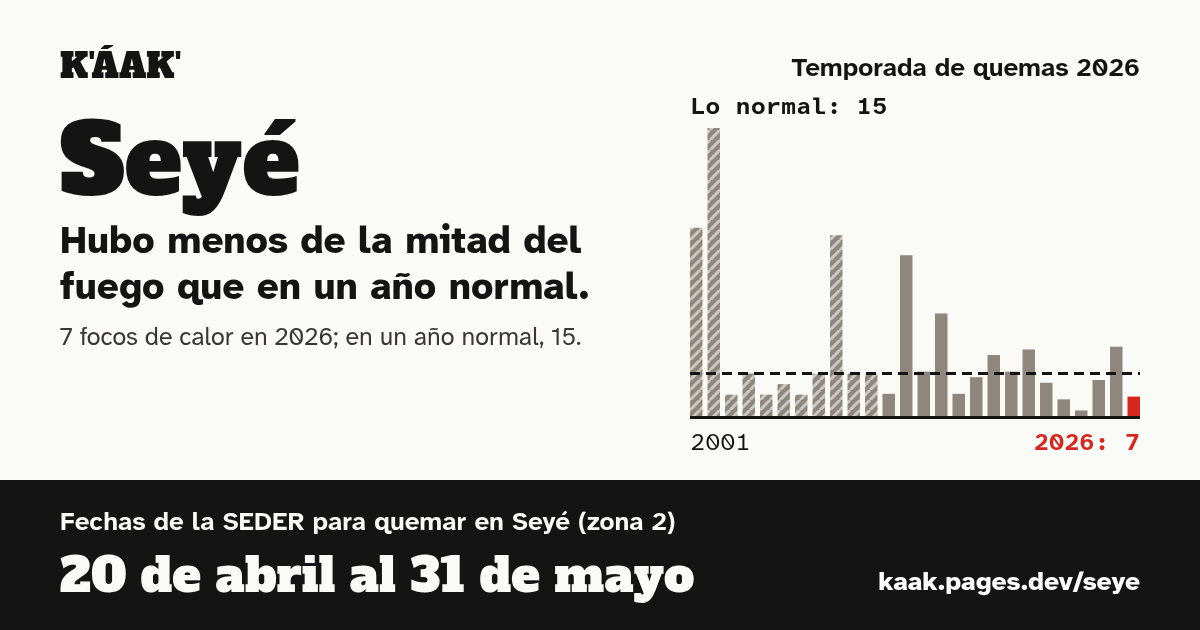 K'ÁAK'
Seyé
Hubo menos de la mitad del
fuego que en un año normal.
7 focos de calor en 2026; en un año normal, 15.
Temporada de quemas 2026
Lo normal: 15
2001
2026: 7
Fechas de la SEDER para quemar en Seyé (zona 2)
20 de abril al 31 de mayo
kaak.pages.dev/seye